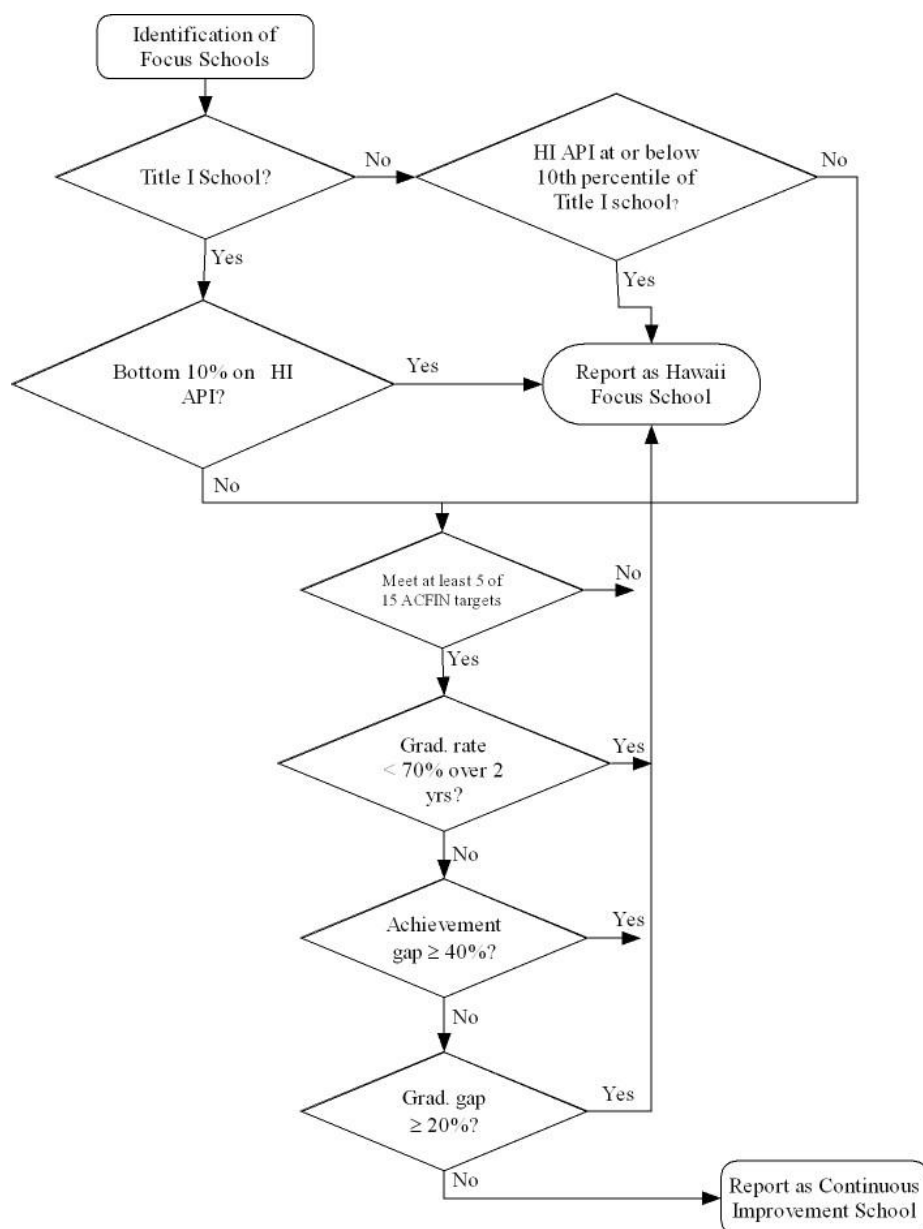 Identification of
Focus Schools
Title I School?
No
HI API at or below
10th percentile of
Title I school?
No
Yes
Yes
Bottom 10% on HI
API?
Yes
Report as Hawaii
Focus School
No
Meet at least 5 of
15 ACFIN targets
No
Yes
Grad. rate
< 70% over 2
yrs?
Yes
No
Achievement
gap ≥ 40%?
Yes
No
Grad. gap
≥ 20%?
Yes
No
Report as Continuous
Improvement School